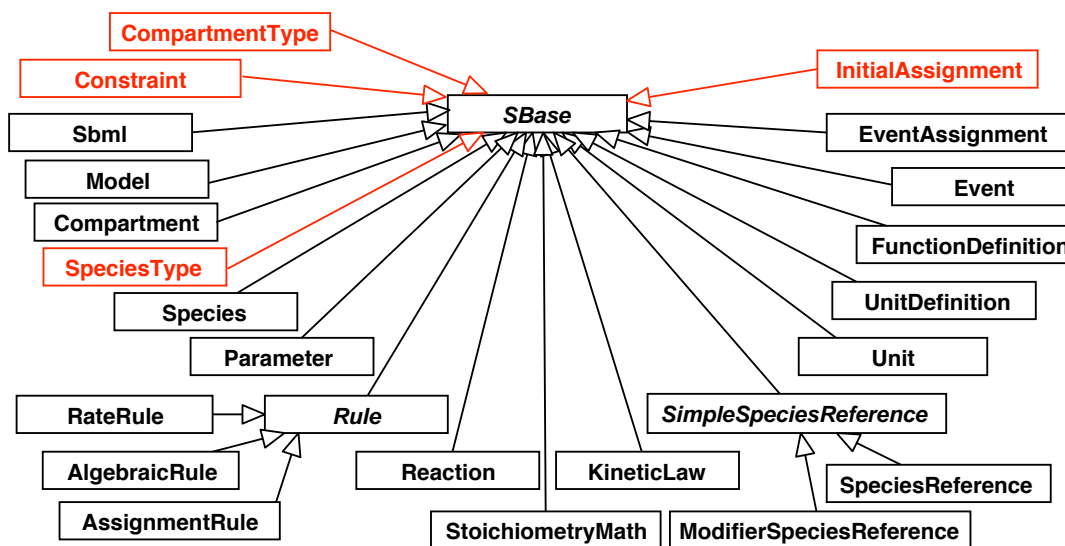 CompartmentType
Constraint
InitialAssignment
SBase
Sbml
EventAssignment
Model
Event
Compartment
FunctionDefinition
SpeciesType
UnitDefinition
Species
Parameter
Unit
RateRule
Rule
SimpleSpeciesReference
AlgebraicRule
Reaction
KineticLaw
SpeciesReference
AssignmentRule
StoichiometryMath
ModifierSpeciesReference